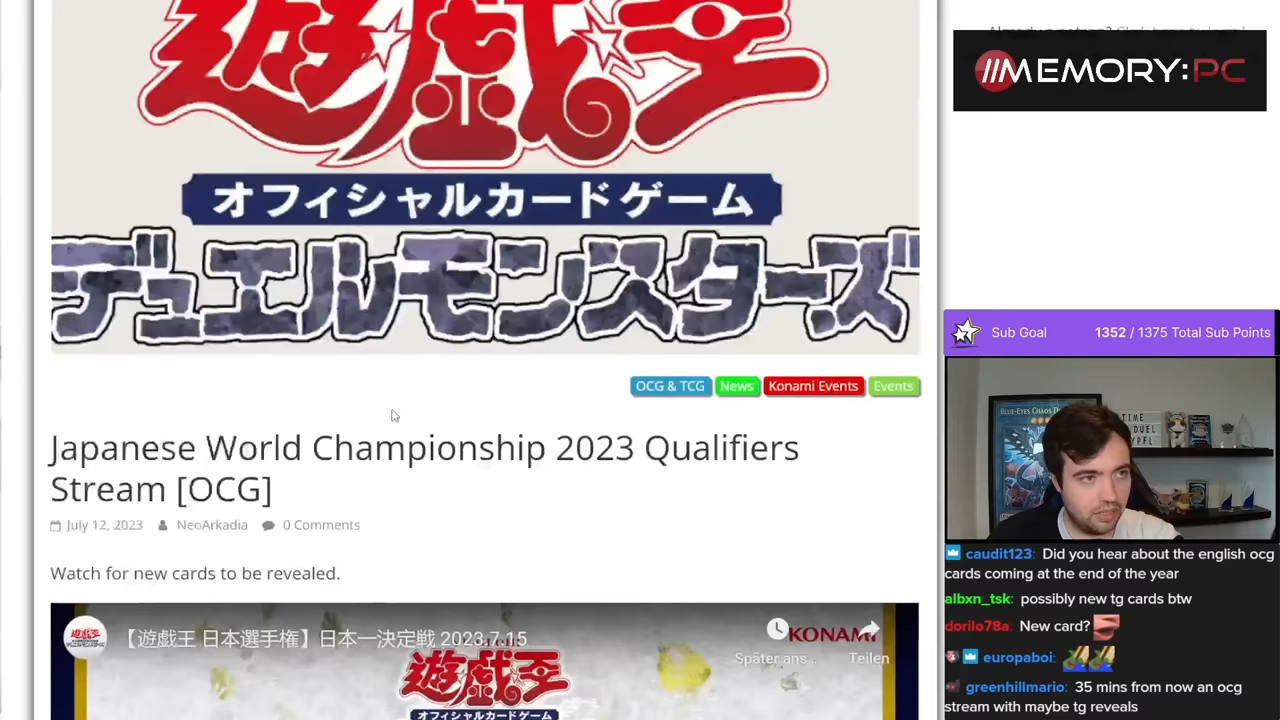 遊戯王
オフィシャルカードゲーム
デュエルモンスターズ
OCG & TCG News Konami Events Events
Japanese World Championship 2023 Qualifiers
Stream [OCG]
July 12, 2023 NeoArkadia 0 Comments
Watch for new cards to be revealed.
【遊戯王 日本選手権】日本一決定戦 2023.7.15
KONAMI
Später ans...
Teilen
遊戯王
オフィシャルカードゲーム
MEMORY:PC
Sub Goal 1352 / 1375 Total Sub Points
BLUE-EYES CHAOS
TIME
DUEL
caudit123: Did you hear about the english ocg
cards coming at the end of the year
albxn_tsk: possibly new tg cards btw
dorilo78a: New card?
europaboi:
greenhillmario: 35 mins from now an ocg
stream with maybe tg reveals